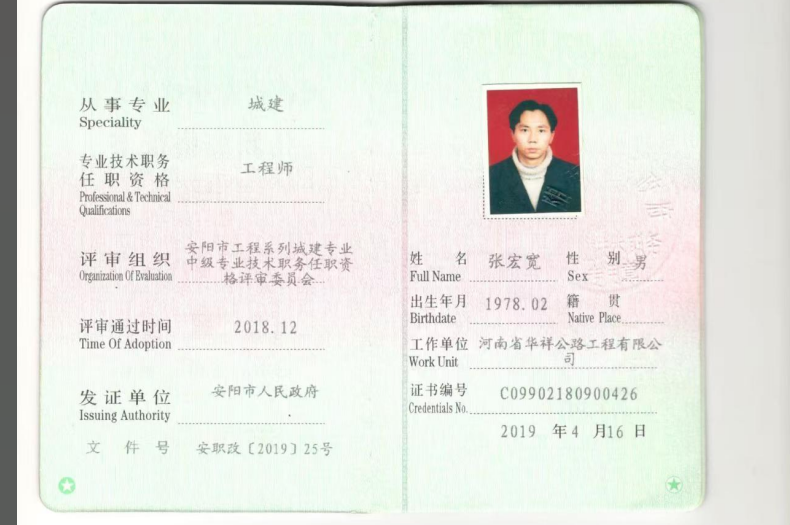 从事专业 城建
Speciality
专业技术职务
任职资格 工程师
Professional & Technical
Qualifications
评审组织 安阳市工程系列城建专业
中级专业技术职务任职资
格评审委员会
Organization Of Evaluation
评审通过时间 2018.12
Time Of Adoption
发证单位 安阳市人民政府
Issuing Authority
文件号 安职改〔2019〕25号
姓名 张宏宽 性别 男
Full Name Sex
出生年月 1978.02 籍贯
Birthdate Native Place
工作单位 河南省华祥公路工程有限公
司
Work Unit
证书编号 C09902180900426
Credentials No.
2019 年4 月16 日